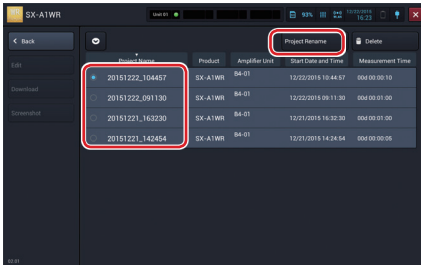 SX-A1WR
Unit 01
93%
12/23/2015
16:23
Back
Project Rename
Delete
Edit
Project Name Product Amplifier Unit Start Date and Time Measurement Time
20151222_104457 SX-A1WR B4-01 12/22/2015 10:44:57 00d 00:00:10
Download
20151222_091130 SX-A1WR B4-01 12/22/2015 09:11:30 00d 00:01:00
Screenshot
20151221_163230 SX-A1WR B4-01 12/21/2015 16:32:30 00d 00:01:00
20151221_142454 SX-A1WR B4-01 12/21/2015 14:24:54 00d 00:00:05
02.01